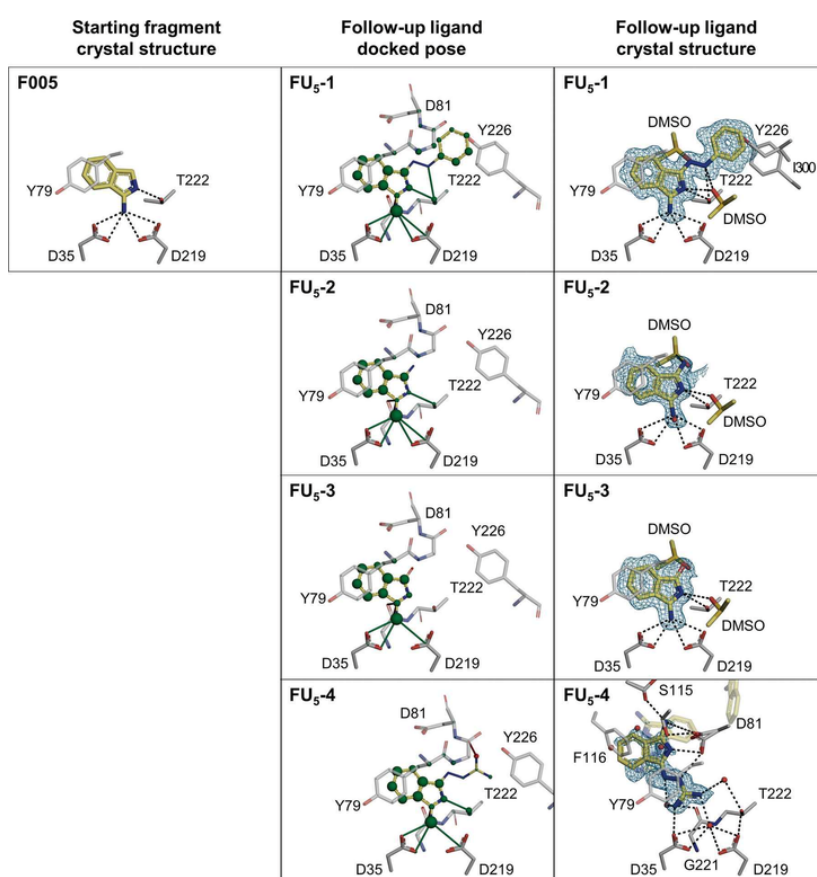 Starting fragment
crystal structure
Follow-up ligand
docked pose
Follow-up ligand
crystal structure
F005
Y79
T222
D35
D219
FU5-1
D81
Y226
Y79
T222
D35
D219
FU5-1
DMSO
Y226
Y79
T222
I300
DMSO
D35
D219
FU5-2
D81
Y226
Y79
T222
D35
D219
FU5-2
DMSO
Y79
T222
DMSO
D35
D219
FU5-3
D81
Y226
Y79
T222
D35
D219
FU5-3
DMSO
Y79
T222
DMSO
D35
D219
FU5-4
D81
Y226
Y79
T222
D35
D219
FU5-4
S115
D81
F116
Y79
T222
D35
G221
D219